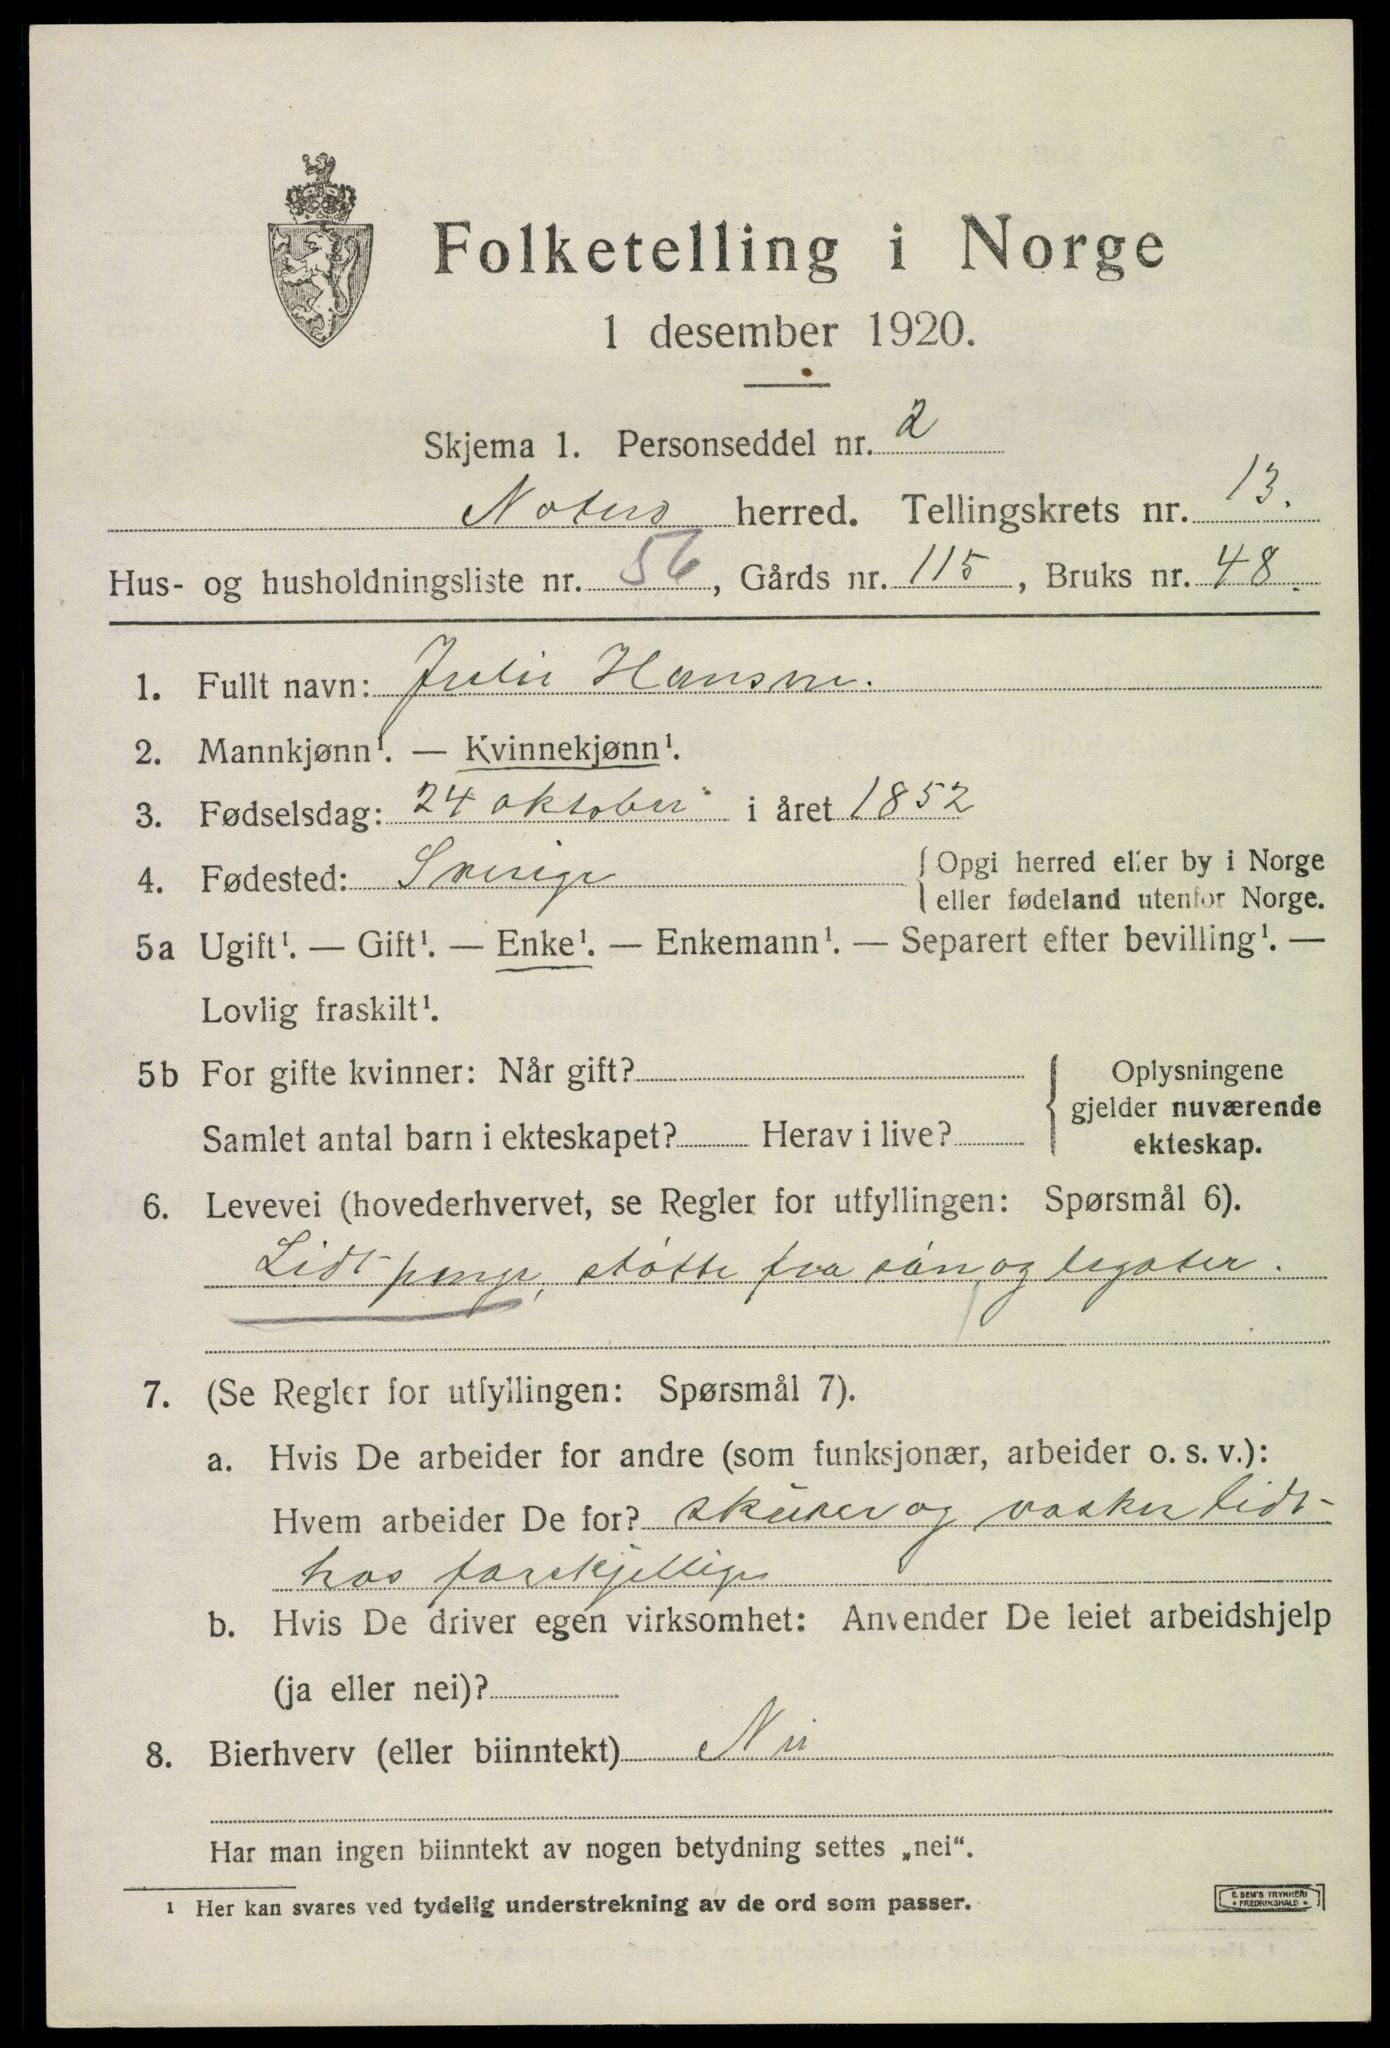 Folketelling i Norge
1 desember 1920.
Skjema 1. Personseddel nr. 2
Nøterø herred. Tellingskrets nr. 13.
Hus- og husholdningsliste nr. 56, Gårds nr. 115, Bruks nr. 48.
1. Fullt navn: Julie Hansen.
2. Mannkjønn¹. — Kvinnekjønn¹.
3. Fødselsdag: 24 oktober i året 1852
4. Fødested: Sverige { Opgi herred eller by i Norge
eller fødeland utenfor Norge.
5a Ugift¹. — Gift¹. — Enke¹. — Enkemann¹. — Separert efter bevilling¹. —
Lovlig fraskilt¹.
5b For gifte kvinner: Når gift? { Oplysningene
gjelder nuværende
Samlet antal barn i ekteskapet? Herav i live? ekteskap.
6. Levevei (hovederhvervet, se Regler for utfyllingen: Spørsmål 6).
Lidt penge, støtte fra søn, og legater.
7. (Se Regler for utfyllingen: Spørsmål 7).
a. Hvis De arbeider for andre (som funksjonær, arbeider o. s. v.):
Hvem arbeider De for? skurer og vasker lidt
hos forskjellige
b. Hvis De driver egen virksomhet: Anvender De leiet arbeidshjelp
(ja eller nei)?
8. Bierhverv (eller biinntekt) Nei
Har man ingen biinntekt av nogen betydning settes „nei“.
¹ Her kan svares ved tydelig understrekning av de ord som passer.
E. SEM'S TRYKKERI
FREDRIKSHALD